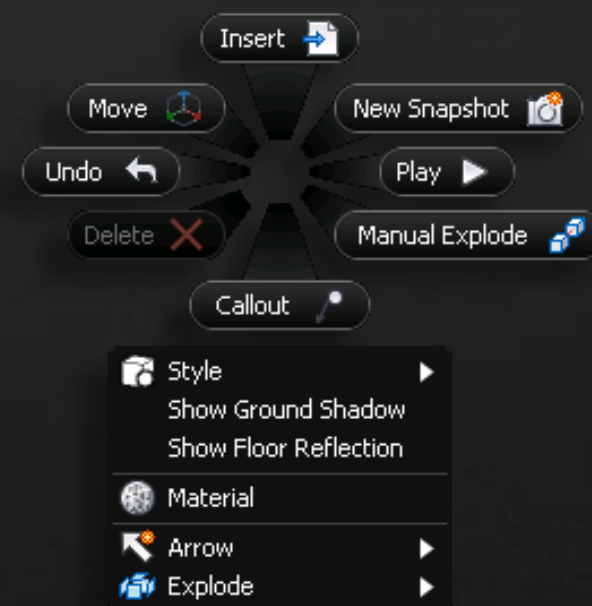 Insert
Move
New Snapshot
Undo
Play
Delete
Manual Explode
Callout
Style
Show Ground Shadow
Show Floor Reflection
Material
Arrow
Explode